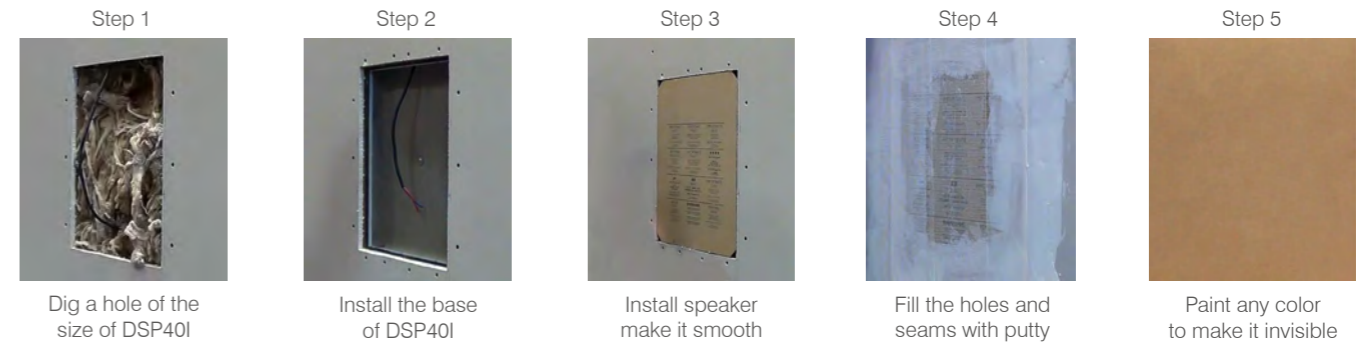 Step 1
Step 2
Step 3
Step 4
Step 5
Dig a hole of the
size of DSP40I
Install the base
of DSP40I
Install speaker
make it smooth
Fill the holes and
seams with putty
Paint any color
to make it invisible